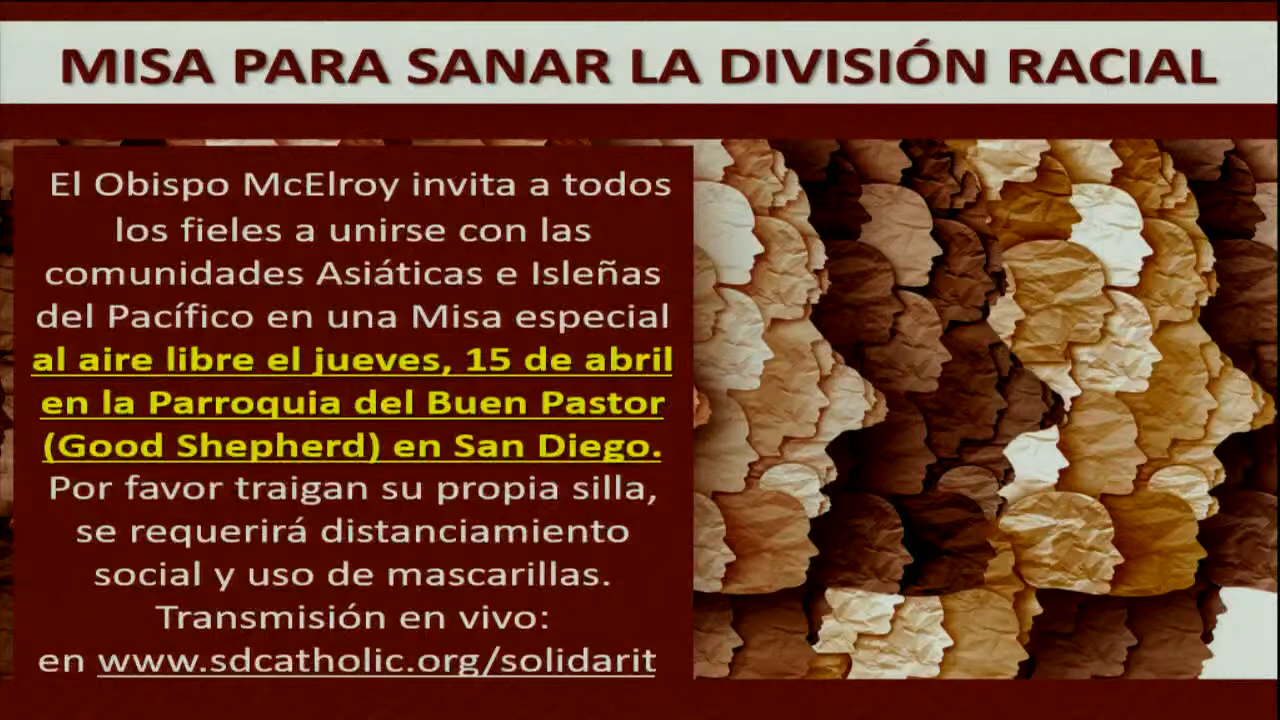 MISA PARA SANAR LA DIVISIÓN RACIAL
El Obispo McElroy invita a todos
los fieles a unirse con las
comunidades Asiáticas e Isleñas
del Pacífico en una Misa especial
al aire libre el jueves, 15 de abril
en la Parroquia del Buen Pastor
(Good Shepherd) en San Diego.
Por favor traigan su propia silla,
se requerirá distanciamiento
social y uso de mascarillas.
Transmisión en vivo:
en www.sdcatholic.org/solidarit